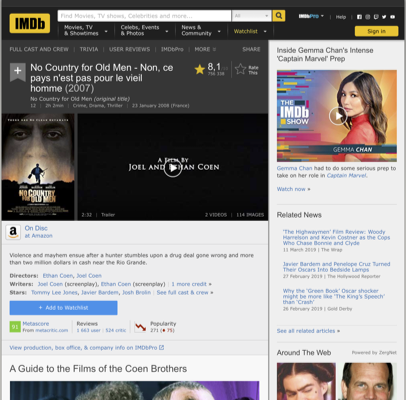 IMDb
Find Movies, TV shows, Celebrities and more...
All
IMDbPro
Help
Movies, TV
& Showtimes
Celebs, Events
& Photos
News &
Community
Watchlist
Sign in
FULL CAST AND CREW | TRIVIA | USER REVIEWS | IMDbPro | MORE
SHARE
No Country for Old Men - Non, ce
pays n'est pas pour le vieil
homme (2007)
No Country for Old Men (original title)
12 | 2h 2min | Crime, Drama, Thriller | 23 January 2008 (France)
8,1
Rate
This
NO COUNTRY
FOR OLD MEN
A FILM BY
JOEL AND ETHAN COEN
2:32 | Trailer
2 VIDEOS | 114 IMAGES
a
On Disc
at Amazon
Violence and mayhem ensue after a hunter stumbles upon a drug deal gone wrong and more
than two million dollars in cash near the Rio Grande.
Directors: Ethan Coen, Joel Coen
Writers: Joel Coen (screenplay), Ethan Coen (screenplay) | 1 more credit »
Stars: Tommy Lee Jones, Javier Bardem, Josh Brolin | See full cast & crew »
+ Add to Watchlist
91
Metascore
From metacritic.com
Reviews
1 663 user | 524 critic
Popularity
271 (▲ 75)
View production, box office, & company info on IMDbPro
A Guide to the Films of the Coen Brothers
Inside Gemma Chan's Intense
'Captain Marvel' Prep
THE
IMDb
SHOW
GEMMA CHAN
Gemma Chan had to do some serious prep
to take on her role in Captain Marvel.
Watch now »
Related News
'The Highwaymen' Film Review: Woody
Harrelson and Kevin Costner as the Cops
Who Chase Bonnie and Clyde
11 March 2019 | The Wrap
Javier Bardem and Penelope Cruz Turned
Their Oscars Into Bedside Lamps
27 February 2019 | The Hollywood Reporter
Why the 'Green Book' Oscar shocker
might be more like 'The King's Speech'
than 'Crash'
26 February 2019 | Gold Derby
See all related articles »
Around The Web
Powered by ZergNet